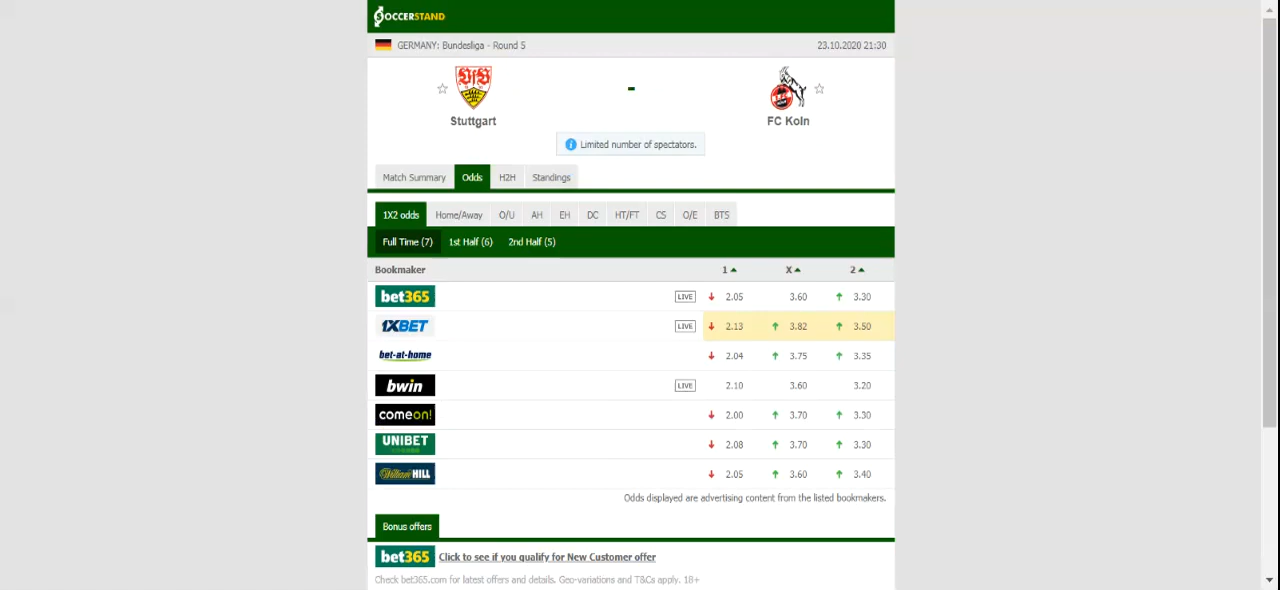 SOCCERSTAND
GERMANY: Bundesliga - Round 5 23.10.2020 21:30
-
Stuttgart FC Koln
Limited number of spectators.
Match Summary Odds H2H Standings
1X2 odds Home/Away O/U AH EH DC HT/FT CS O/E BTS
Full Time (7) 1st Half (6) 2nd Half (5)
Bookmaker 1 X 2
bet365 LIVE 2.05 3.60 3.30
1XBET LIVE 2.13 3.82 3.50
bet-at-home 2.04 3.75 3.35
bwin LIVE 2.10 3.60 3.20
comeon! 2.00 3.70 3.30
UNIBET 2.08 3.70 3.30
William HILL 2.05 3.60 3.40
Odds displayed are advertising content from the listed bookmakers.
Bonus offers
bet365 Click to see if you qualify for New Customer offer
Check bet365.com for latest offers and details. Geo-variations and T&Cs apply. 18+